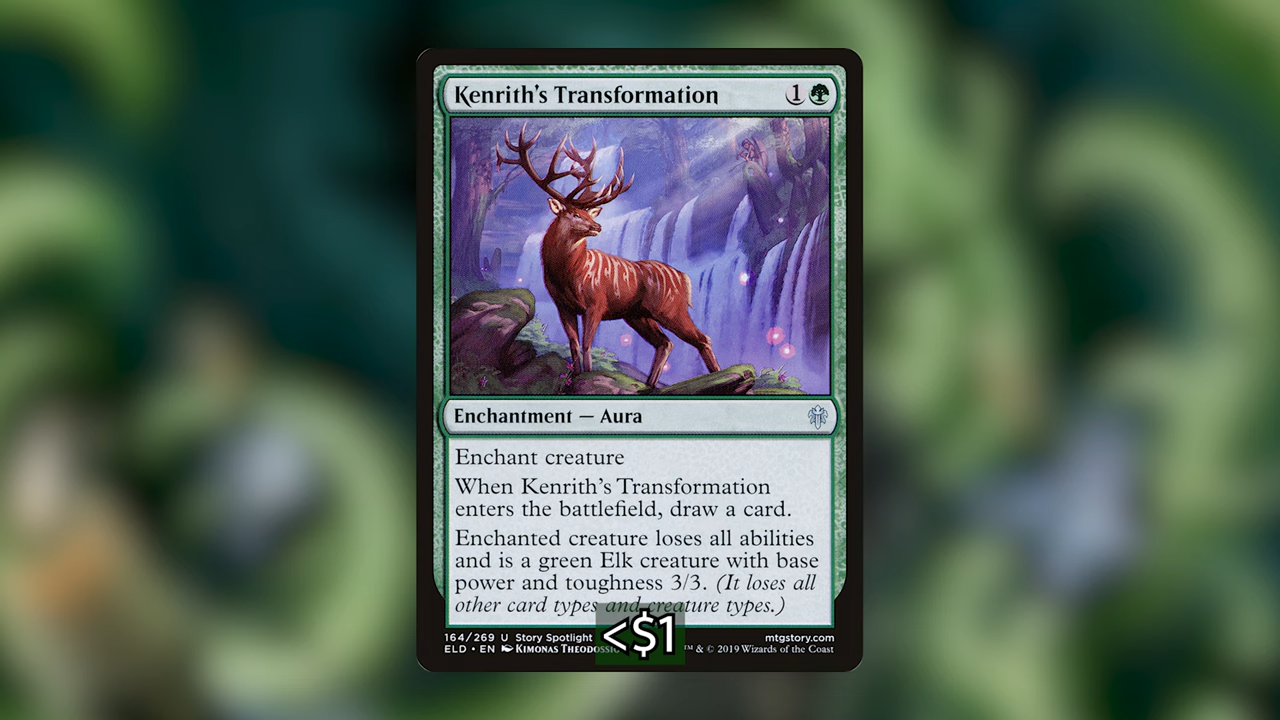 Kenrith's Transformation 1
Enchantment — Aura
Enchant creature
When Kenrith's Transformation
enters the battlefield, draw a card.
Enchanted creature loses all abilities
and is a green Elk creature with base
power and toughness 3/3. (It loses all
other card types and creature types.)
<$1
164/269 U Story Spotlight mtgstory.com
ELD • EN KIMONAS ™ & © 2019 Wizards of the Coast